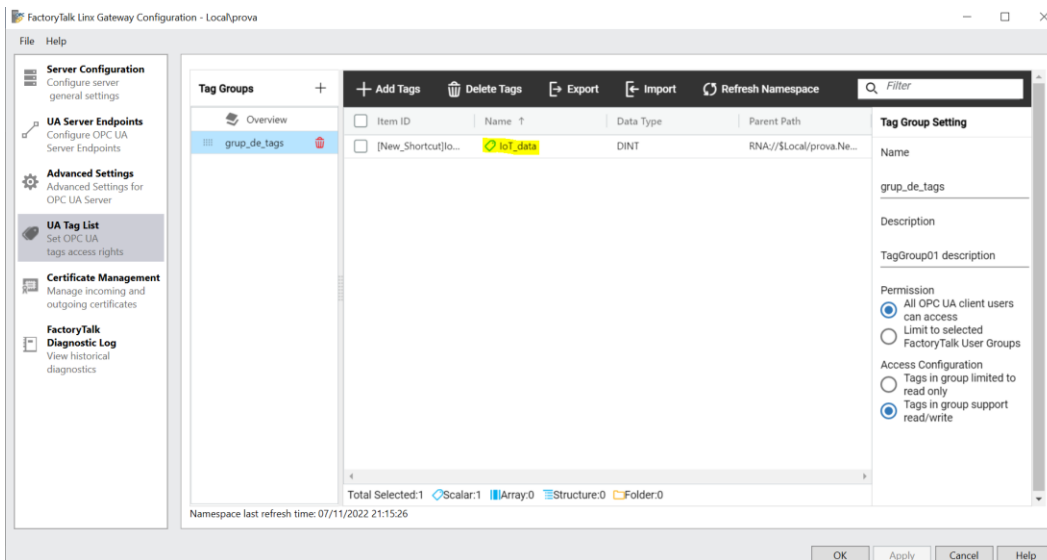 FactoryTalk Linx Gateway Configuration - Local\prova
File Help
Server Configuration
Configure server
general settings
UA Server Endpoints
Configure OPC UA
Server Endpoints
Advanced Settings
Advanced Settings for
OPC UA Server
UA Tag List
Set OPC UA
tags access rights
Certificate Management
Manage incoming and
outgoing certificates
FactoryTalk
Diagnostic Log
View historical
diagnostics
Tag Groups +
Overview
grup_de_tags
Add Tags Delete Tags Export Import Refresh Namespace Filter
Item ID Name ↑ Data Type Parent Path
[New_Shortcut]Io... IoT_data DINT RNA://$Local/prova.Ne...
Total Selected:1 Scalar:1 Array:0 Structure:0 Folder:0
Tag Group Setting
Name
grup_de_tags
Description
TagGroup01 description
Permission
All OPC UA client users
can access
Limit to selected
FactoryTalk User Groups
Access Configuration
Tags in group limited to
read only
Tags in group support
read/write
Namespace last refresh time: 07/11/2022 21:15:26
OK Apply Cancel Help